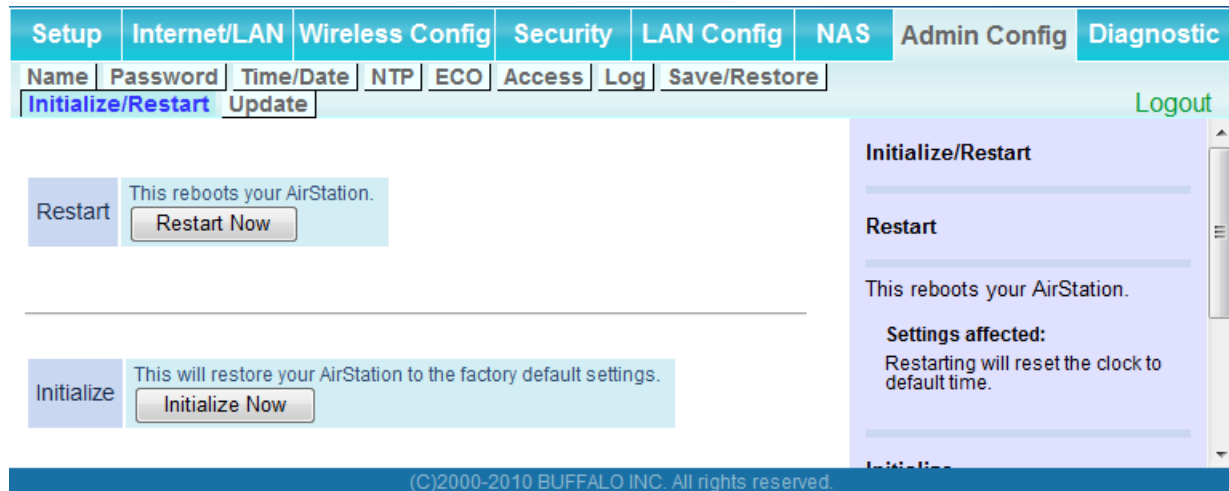 Setup Internet/LAN Wireless Config Security LAN Config NAS Admin Config Diagnostic
Name Password Time/Date NTP ECO Access Log Save/Restore
Initialize/Restart Update
Logout
Restart
This reboots your AirStation.
Restart Now
Initialize
This will restore your AirStation to the factory default settings.
Initialize Now
Initialize/Restart
Restart
This reboots your AirStation.
Settings affected:
Restarting will reset the clock to
default time.
(C)2000-2010 BUFFALO INC. All rights reserved.